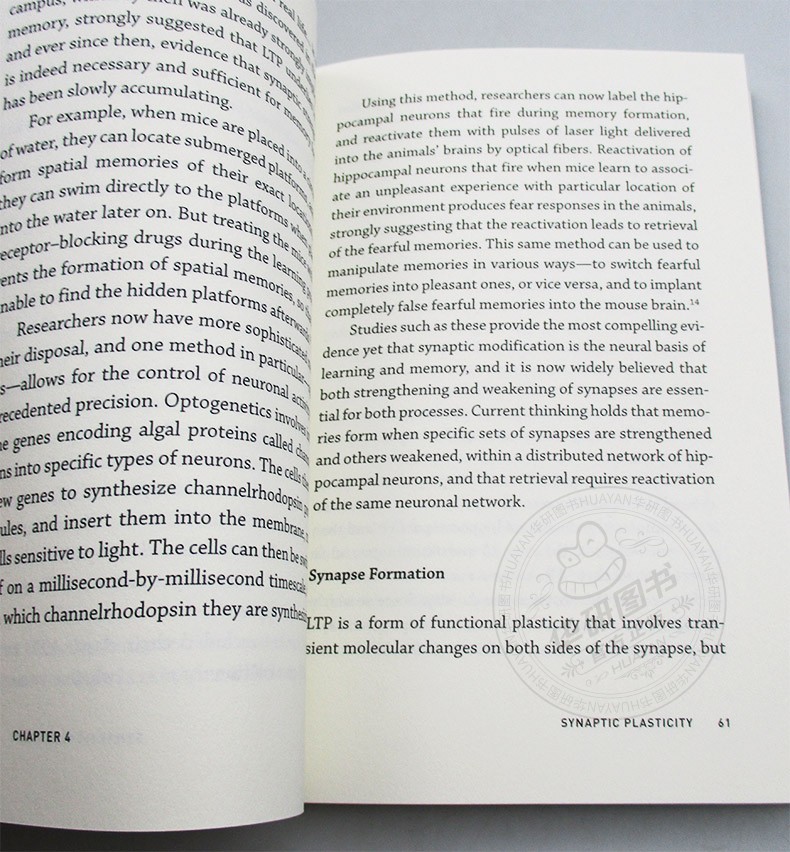 campus,
memory, strongly suggested that LTP
and ever since then, evidence that synaptic
is indeed necessary and sufficient for memory
has been slowly accumulating.
For example, when mice are placed into a
of water, they can locate submerged platforms
form spatial memories of their exact
they can swim directly to the platforms when
nto the water later on. But treating the mice
eceptor–blocking drugs during the learning
ents the formation of spatial memories, so
nable to find the hidden platforms
Researchers now have more sophisticated
heir disposal, and one method in particular—
s—allows for the control of neuronal
recedented precision. Optogenetics involves
e genes encoding algal proteins called
ns into specific types of neurons. The cells
ew genes to synthesize channelrhodopsin
ules, and insert them into the membrane,
lls sensitive to light. The cells can then be
f on a millisecond-by-millisecond timescale
which channelrhodopsin they are
CHAPTER 4
Using this method, researchers can now label the hip-
pocampal neurons that fire during memory formation,
and reactivate them with pulses of laser light delivered
into the animals' brains by optical fibers. Reactivation of
hippocampal neurons that fire when mice learn to associ-
ate an unpleasant experience with particular location of
their environment produces fear responses in the animals,
strongly suggesting that the reactivation leads to retrieval
of the fearful memories. This same method can be used to
manipulate memories in various ways—to switch fearful
memories into pleasant ones, or vice versa, and to implant
completely false fearful memories into the mouse brain.¹⁴
Studies such as these provide the most compelling evi-
dence yet that synaptic modification is the neural basis of
learning and memory, and it is now widely believed that
both strengthening and weakening of synapses are essen-
tial for both processes. Current thinking holds that memo-
ries form when specific sets of synapses are strengthened
and others weakened, within a distributed network of hip-
pocampal neurons, and that retrieval requires reactivation
of the same neuronal network.
Synapse Formation
LTP is a form of functional plasticity that involves tran-
sient molecular changes on both sides of the synapse, but
SYNAPTIC PLASTICITY 61
华研图书